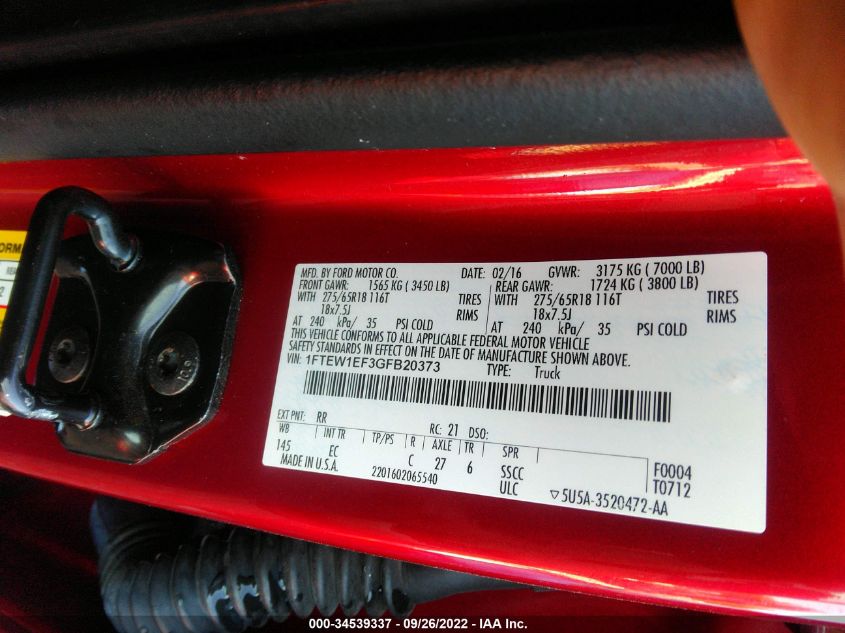 ORM
REA
2
MFD. BY FORD MOTOR CO. DATE: 02/16 GVWR: 3175 KG ( 7000 LB)
FRONT GAWR: 1565 KG ( 3450 LB) REAR GAWR: 1724 KG ( 3800 LB)
WITH 275/65R18 116T TIRES WITH 275/65R18 116T TIRES
18x7.5J RIMS 18x7.5J RIMS
AT 240 kPa/ 35 PSI COLD AT 240 kPa/ 35 PSI COLD
THIS VEHICLE CONFORMS TO ALL APPLICABLE FEDERAL MOTOR VEHICLE
SAFETY STANDARDS IN EFFECT ON THE DATE OF MANUFACTURE SHOWN ABOVE.
VIN: 1FTEW1EF3GFB20373 TYPE: Truck
EXT PNT: RR RC: 21 DSO:
WB INT TR TP/PS R AXLE TR SPR
145 EC C 27 6 SSCC F0004
MADE IN U.S.A. 2201602065540 ULC T0712
▽5U5A-3520472-AA
000-34539337 - 09/26/2022 - IAA Inc.